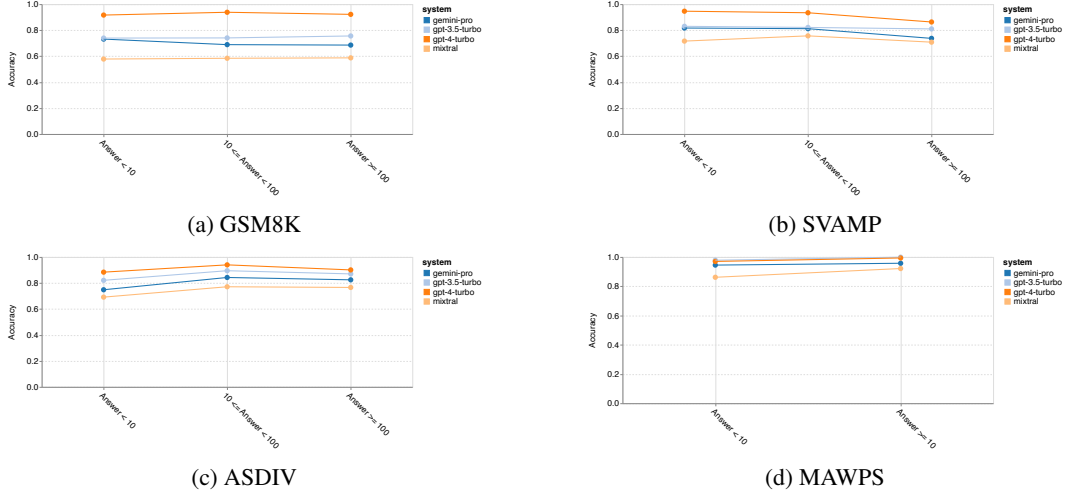 1.0
0.8
0.6
0.4
0.2
0.0
Accuracy
Answer < 10
10 <= Answer < 100
Answer >= 100
system
gemini-pro
gpt-3.5-turbo
gpt-4-turbo
mixtral
(a) GSM8K
1.0
0.8
0.6
0.4
0.2
0.0
Accuracy
Answer < 10
10 <= Answer < 100
Answer >= 100
system
gemini-pro
gpt-3.5-turbo
gpt-4-turbo
mixtral
(b) SVAMP
1.0
0.8
0.6
0.4
0.2
0.0
Accuracy
Answer < 10
10 <= Answer < 100
Answer >= 100
system
gemini-pro
gpt-3.5-turbo
gpt-4-turbo
mixtral
(c) ASDIV
1.0
0.8
0.6
0.4
0.2
0.0
Accuracy
Answer < 10
Answer >= 10
system
gemini-pro
gpt-3.5-turbo
gpt-4-turbo
mixtral
(d) MAWPS